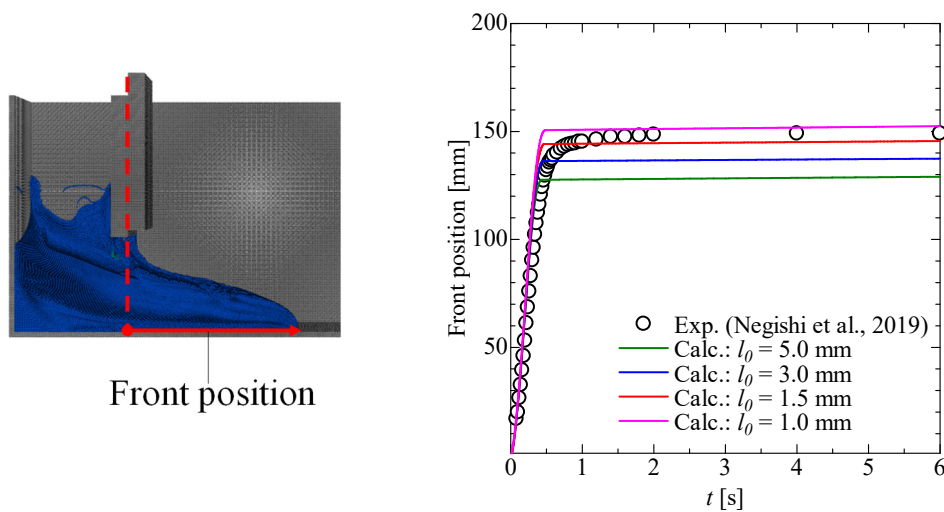 Front position
200
150
100
50
Front position [mm]
Exp. (Negishi et al., 2019)
Calc.: l0 = 5.0 mm
Calc.: l0 = 3.0 mm
Calc.: l0 = 1.5 mm
Calc.: l0 = 1.0 mm
0 1 2 3 4 5 6
t [s]